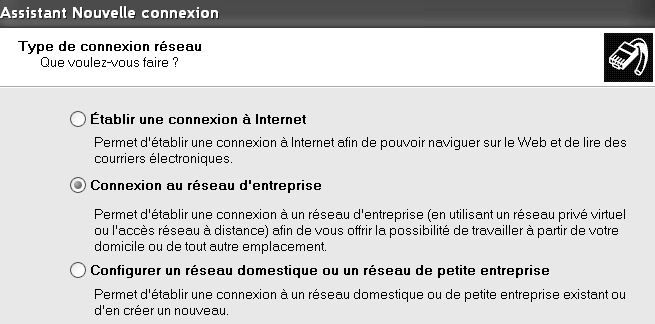 Assistant Nouvelle connexion
Type de connexion réseau
Que voulez-vous faire ?
Établir une connexion à Internet
Permet d'établir une connexion à Internet afin de pouvoir naviguer sur le Web et de lire des
courriers électroniques.
Connexion au réseau d'entreprise
Permet d'établir une connexion à un réseau d'entreprise (en utilisant un réseau privé virtuel
ou l'accès réseau à distance) afin de vous offrir la possibilité de travailler à partir de votre
domicile ou de tout autre emplacement.
Configurer un réseau domestique ou un réseau de petite entreprise
Permet d'établir une connexion à un réseau domestique ou de petite entreprise existant ou
d'en créer un nouveau.